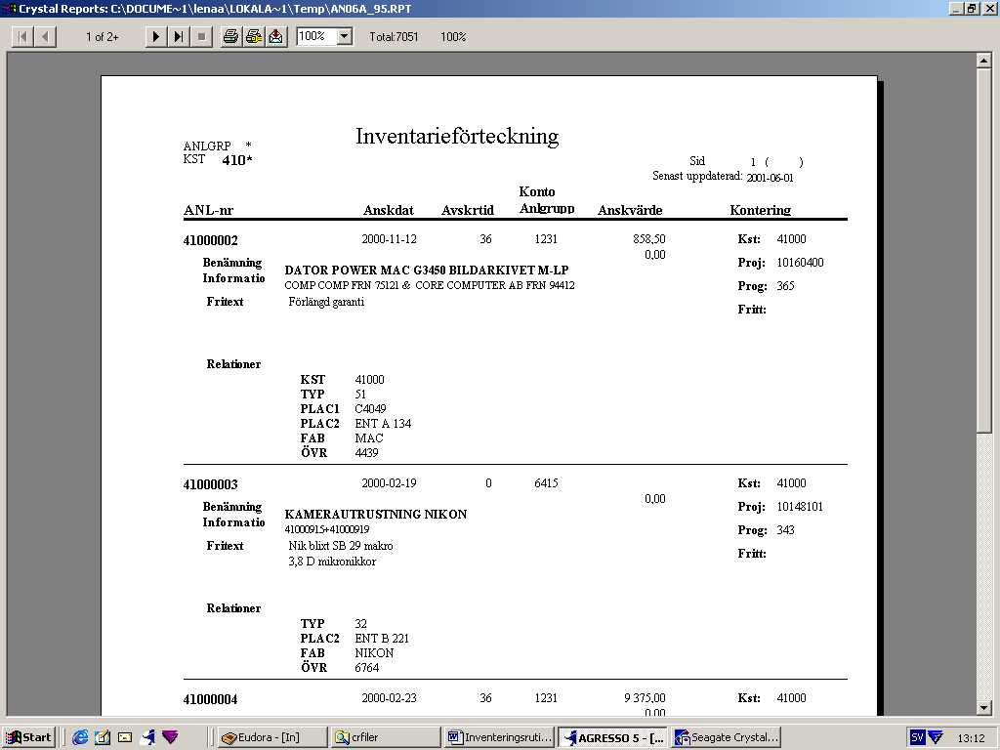 Crystal Reports: C:\DOCUME~1\lenaa\LOKALA~1\Temp\AN06A_95.RPT
1 of 2+ 100% Total:7051 100%
Inventarieförteckning
ANLGRP *
KST 410*
Sid 1 ( )
Senast uppdaterad: 2001-06-01
Konto
ANL-nr Anskdat Avskrtid Anlgrupp Anskvärde Kontering
41000002 2000-11-12 36 1231 858,50 Kst: 41000
0,00
Benämning Proj: 10160400
DATOR POWER MAC G3450 BILDARKIVET M-LP
Informatio
COMP COMP FRN 75121 & CORE COMPUTER AB FRN 94412 Prog: 365
Fritext Förlängd garanti
Fritt:
Relationer
KST 41000
TYP 51
PLAC1 C4049
PLAC2 ENT A 134
FAB MAC
ÖVR 4439
41000003 2000-02-19 0 6415 Kst: 41000
0,00
Benämning Proj: 10148101
KAMERAUTRUSTNING NIKON
Informatio
41000915+41000919 Prog: 343
Fritext Nik blixt SB 29 makro
Fritt:
3,8 D mikronikkor
Relationer
TYP 32
PLAC2 ENT B 221
FAB NIKON
ÖVR 6764
41000004 2000-02-23 36 1231 9 375,00 Kst: 41000
0,00
Start Eudora - [In] crfiler Inventeringsruti... AGRESSO 5 - [... Seagate Crystal... SV 13:12